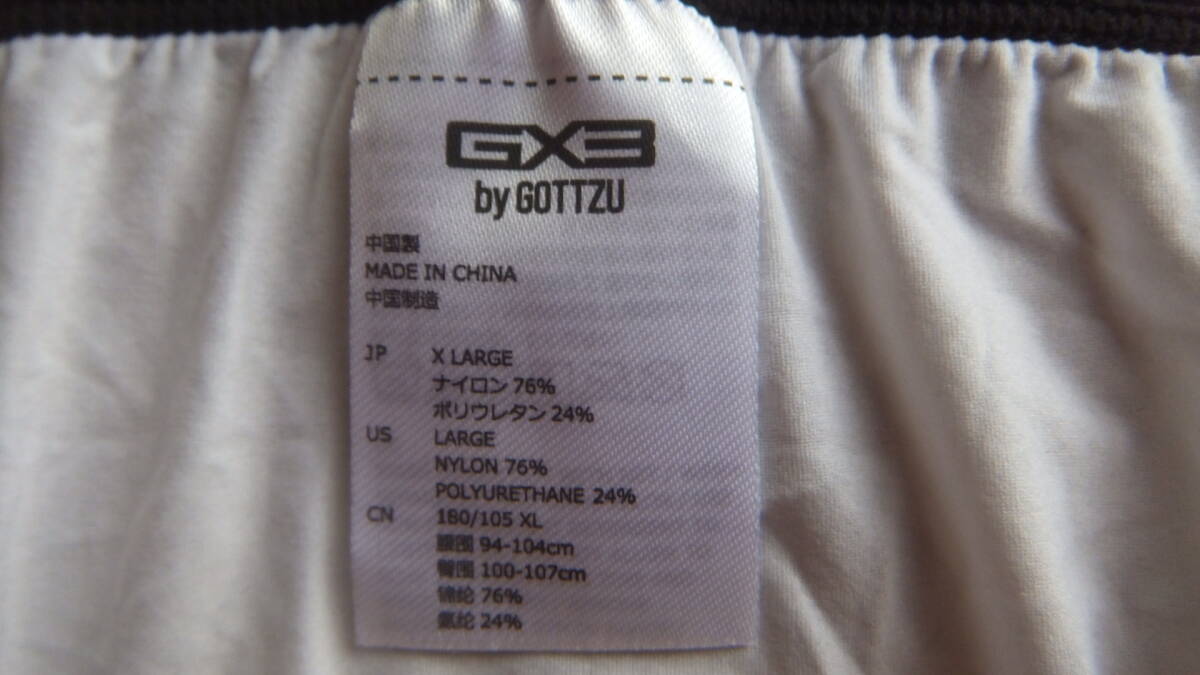 GX3
by GOTTZU
中国製
MADE IN CHINA
中国制造
JP X LARGE
ナイロン 76%
ポリウレタン 24%
US LARGE
NYLON 76%
POLYURETHANE 24%
CN 180/105 XL
腰围 94-104cm
臀围 100-107cm
锦纶 76%
氨纶 24%